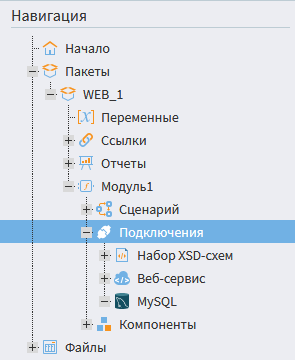 Навигация
Начало
Пакеты
WEB_1
Переменные
Ссылки
Отчеты
Модуль1
Сценарий
Подключения
Набор XSD-схем
Веб-сервис
MySQL
Компоненты
Файлы